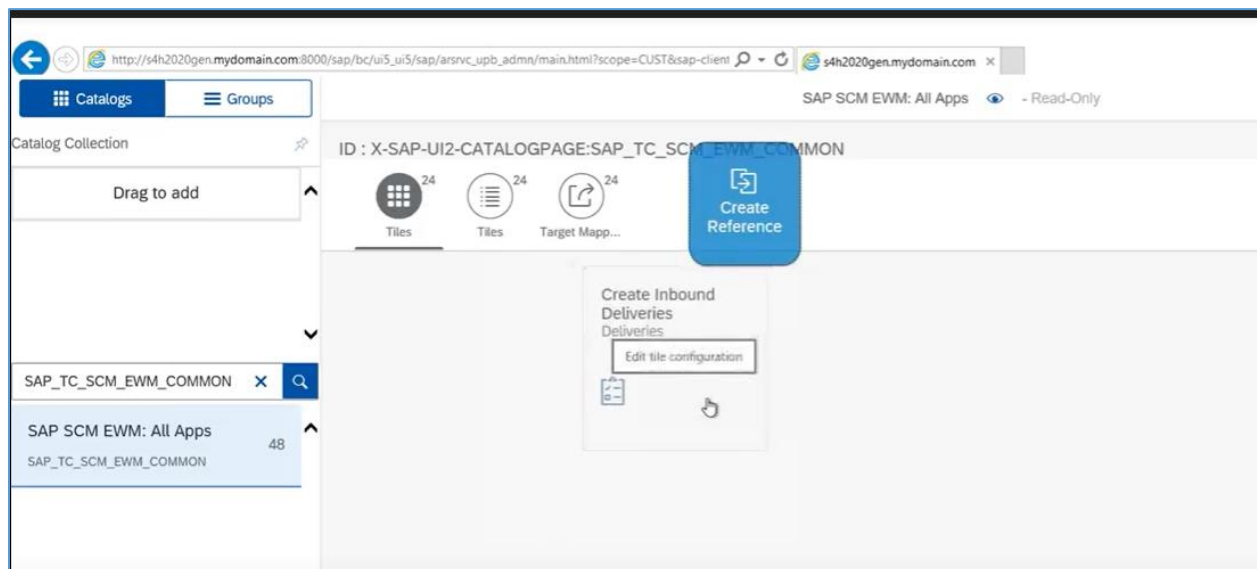 http://s4h2020gen.mydomain.com:8000/sap/bc/ui5_ui5/sap/arsrvc_upb_admn/main.html?scope=CUST&sap-client
s4h2020gen.mydomain.com
Catalogs
Groups
SAP SCM EWM: All Apps - Read-Only
Catalog Collection
ID : X-SAP-UI2-CATALOGPAGE:SAP_TC_SCM_EWM_COMMON
Drag to add
24
24
24
Tiles
Tiles
Target Mapp...
Create
Reference
Create Inbound
Deliveries
Deliveries
Edit tile configuration
SAP_TC_SCM_EWM_COMMON
SAP SCM EWM: All Apps
48
SAP_TC_SCM_EWM_COMMON